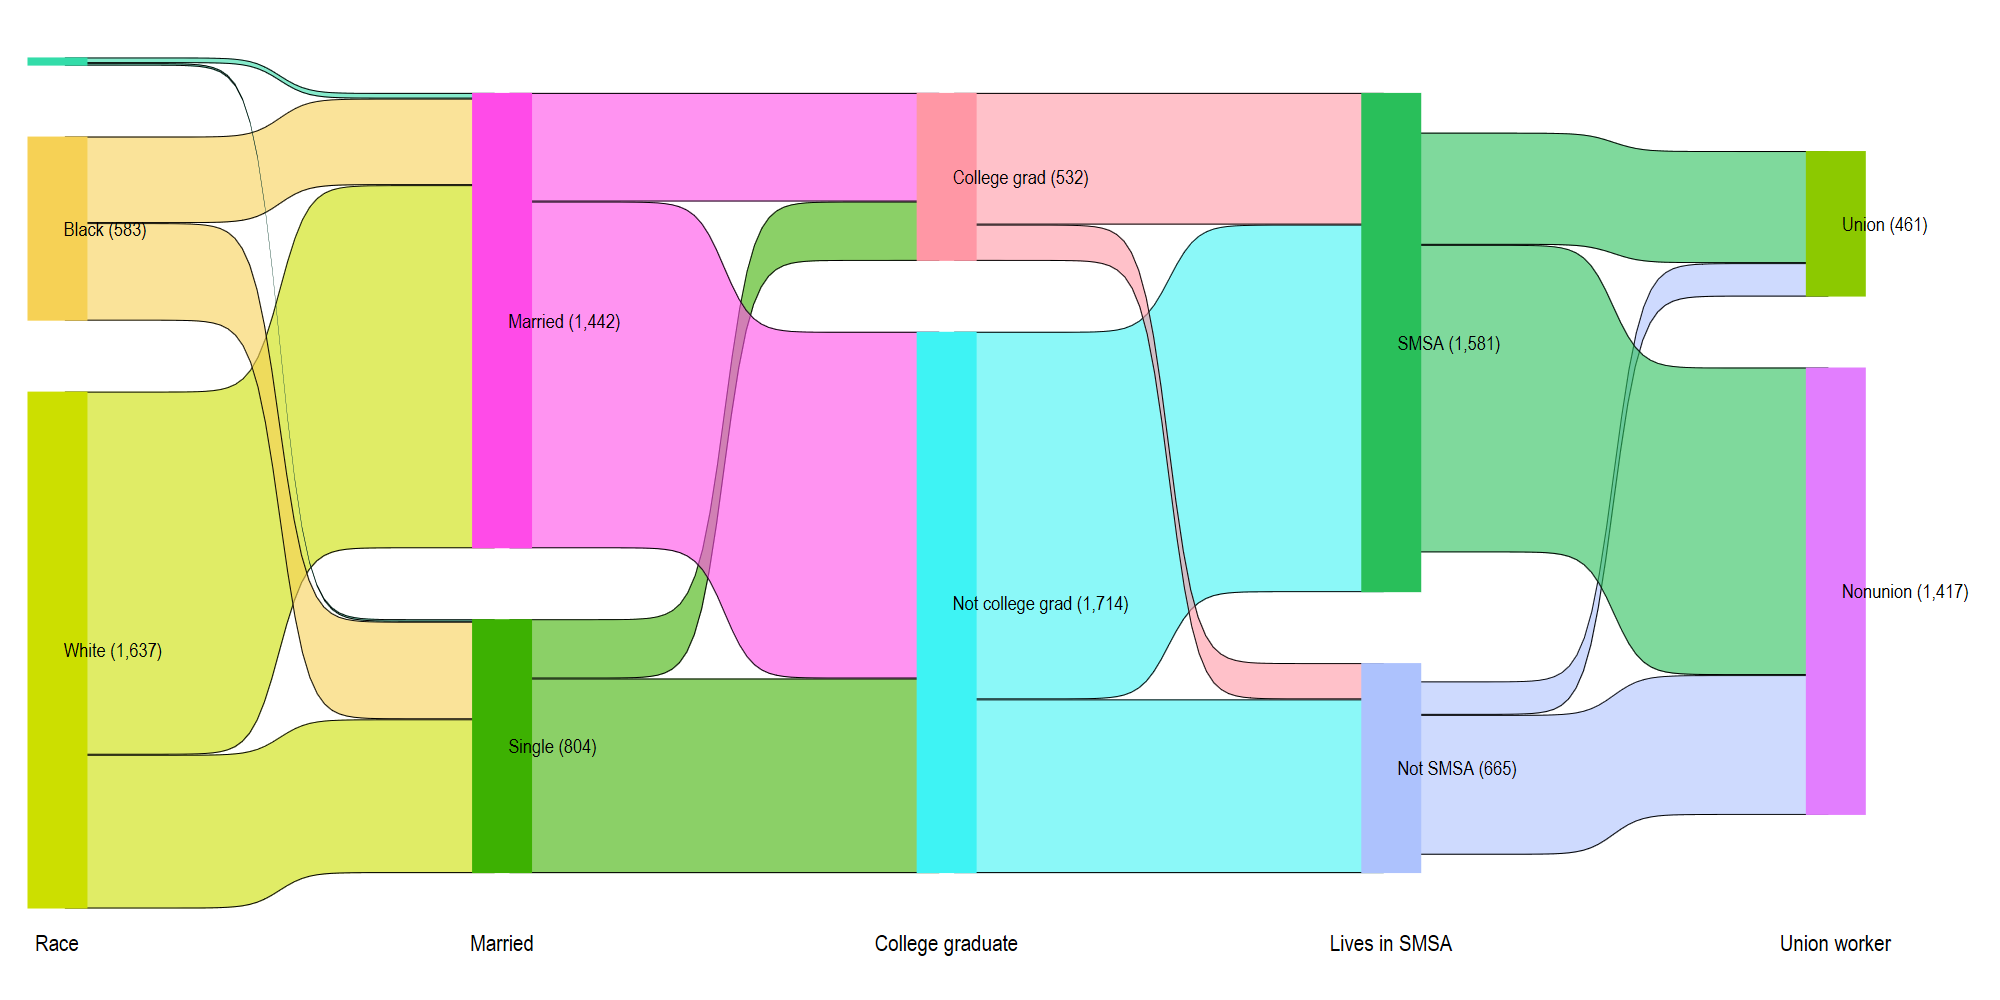 Black (583)
White (1,637)
Married (1,442)
Single (804)
College grad (532)
Not college grad (1,714)
SMSA (1,581)
Not SMSA (665)
Union (461)
Nonunion (1,417)
Race
Married
College graduate
Lives in SMSA
Union worker